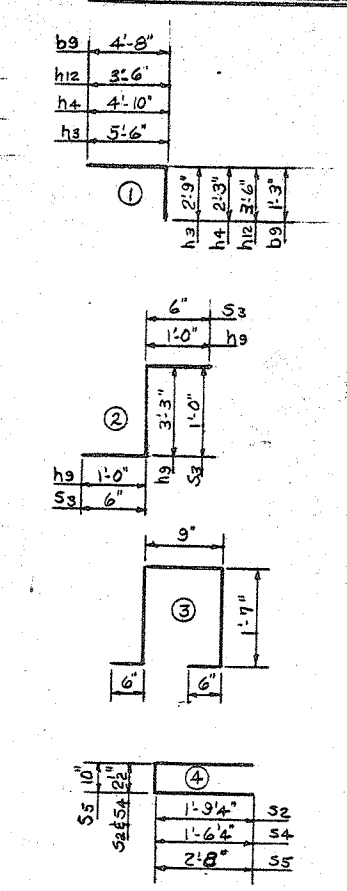 b9 4'-8"
h12 3'-6"
h4 4'-10"
h3 5'-6"
①
2'-9" 2'-3" 3'-6" 1'-3"
h3 h4 h12 b9
6" S3
1'-0" h9
②
3'-3" 1'-0"
h9 1'-0" h9 S3
S3 6"
9"
③
1'-7"
6" 6"
④
10"
S5 S2&S4
1'-9¼" S2
1'-6¼" S4
2'-8" S5